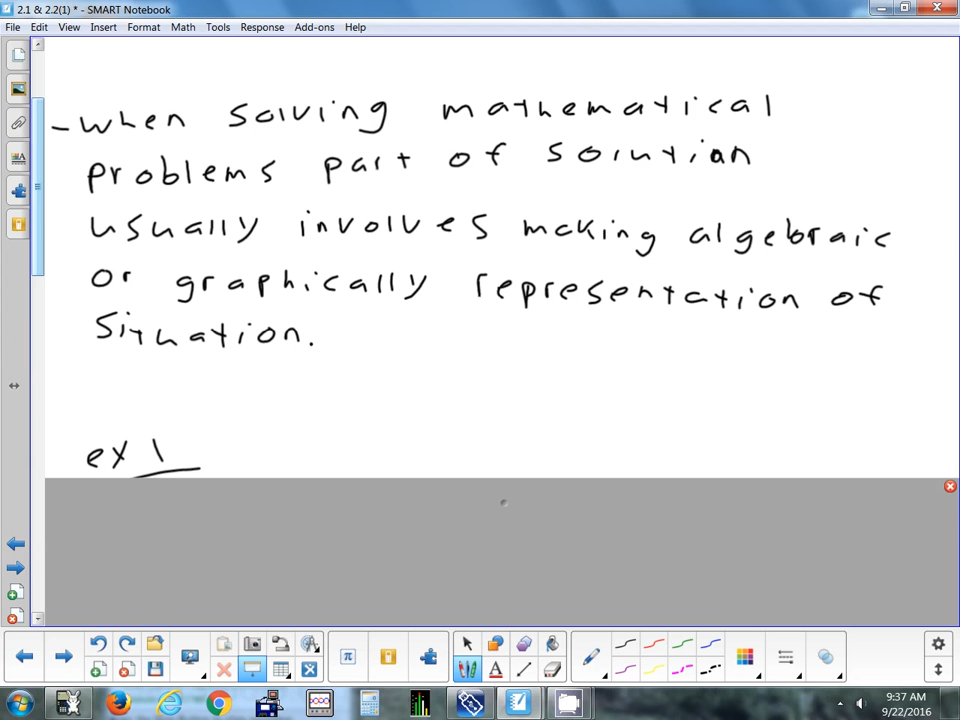 2.1 & 2.2(1) * - SMART Notebook
File Edit View Insert Format Math Tools Response Add-ons Help
- when solving mathematical
problems part of solution
usually involves making algebraic
or graphically representation of
situation.
ex 1
9:37 AM
9/22/2016